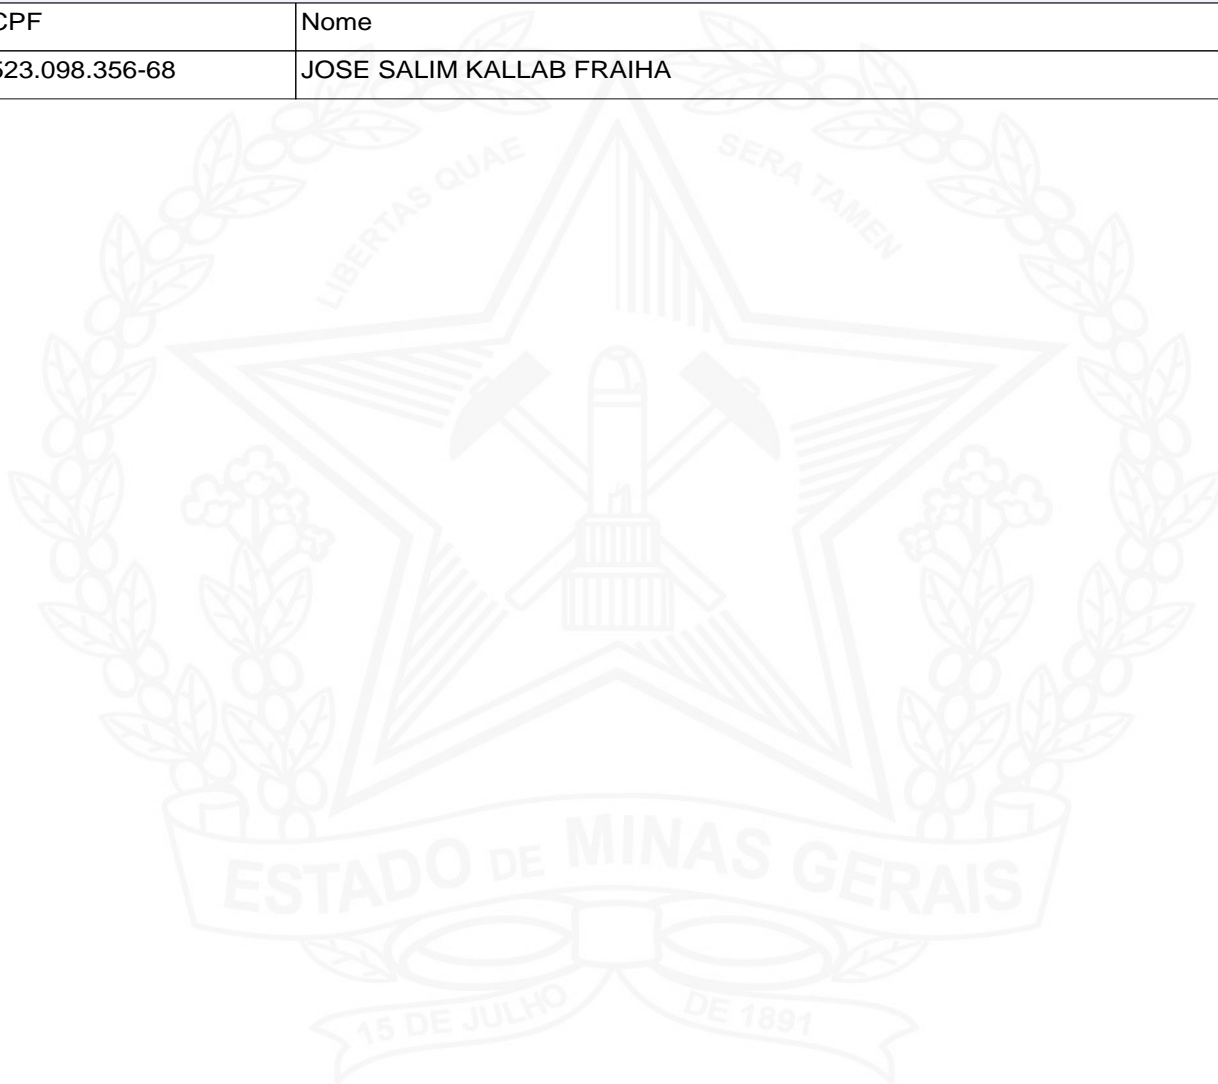 CPF Nome
523.098.356-68 JOSE SALIM KALLAB FRAIHA
LIBERTAS QUAE SERA TAMEN
ESTADO DE MINAS GERAIS
15 DE JULHO DE 1891